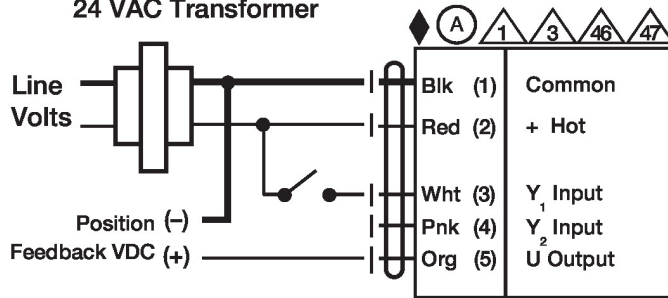 24 VAC Transformer
A 1 3 46 47
Line
Volts
Blk (1) Common
Red (2) + Hot
Wht (3) Y1 Input
Position (–)
Pnk (4) Y2 Input
Feedback VDC (+)
Org (5) U Output